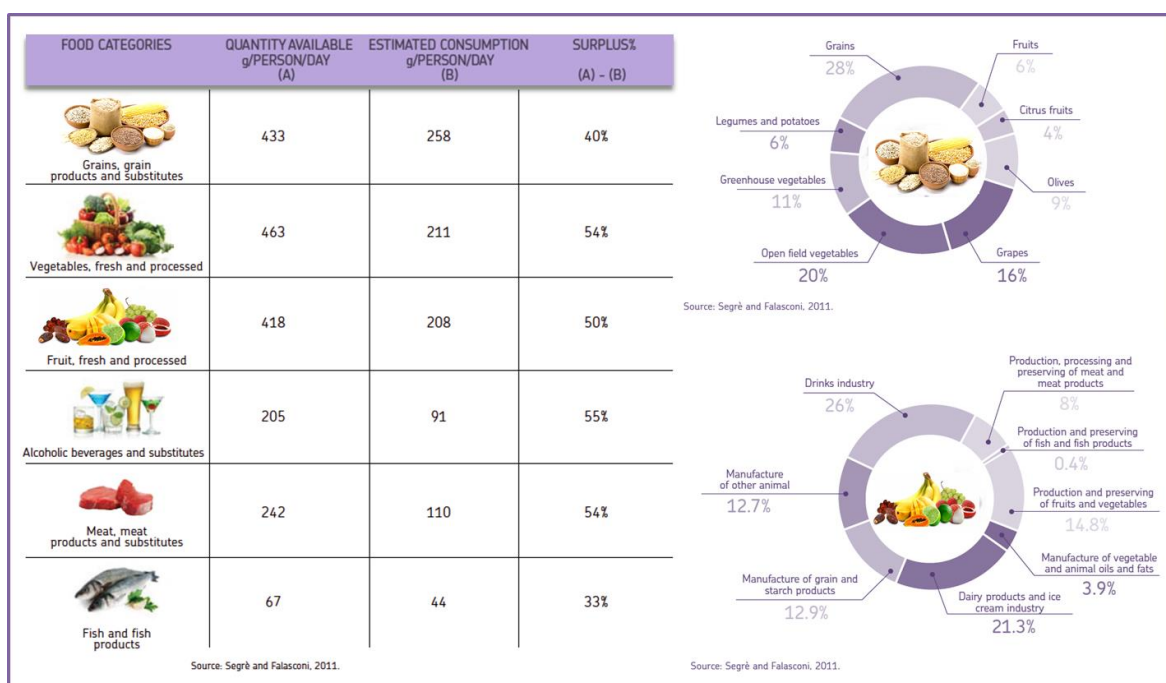 FOOD CATEGORIES
QUANTITY AVAILABLE
g/PERSON/DAY
(A)
ESTIMATED CONSUMPTION
g/PERSON/DAY
(B)
SURPLUS%
(A) - (B)
Grains, grain
products and substitutes
433
258
40%
Vegetables, fresh and processed
463
211
54%
Fruit, fresh and processed
418
208
50%
Alcoholic beverages and substitutes
205
91
55%
Meat, meat
products and substitutes
242
110
54%
Fish and fish
products
67
44
33%
Source: Segrè and Falasconi, 2011.
Grains
28%
Fruits
6%
Legumes and potatoes
6%
Citrus fruits
4%
Greenhouse vegetables
11%
Olives
9%
Open field vegetables
20%
Grapes
16%
Source: Segrè and Falasconi, 2011.
Drinks industry
26%
Production, processing and
preserving of meat and
meat products
8%
Production and preserving
of fish and fish products
0.4%
Manufacture
of other animal
12.7%
Production and preserving
of fruits and vegetables
14.8%
Manufacture of vegetable
and animal oils and fats
3.9%
Manufacture of grain and
starch products
12.9%
Dairy products and ice
cream industry
21.3%
Source: Segrè and Falasconi, 2011.